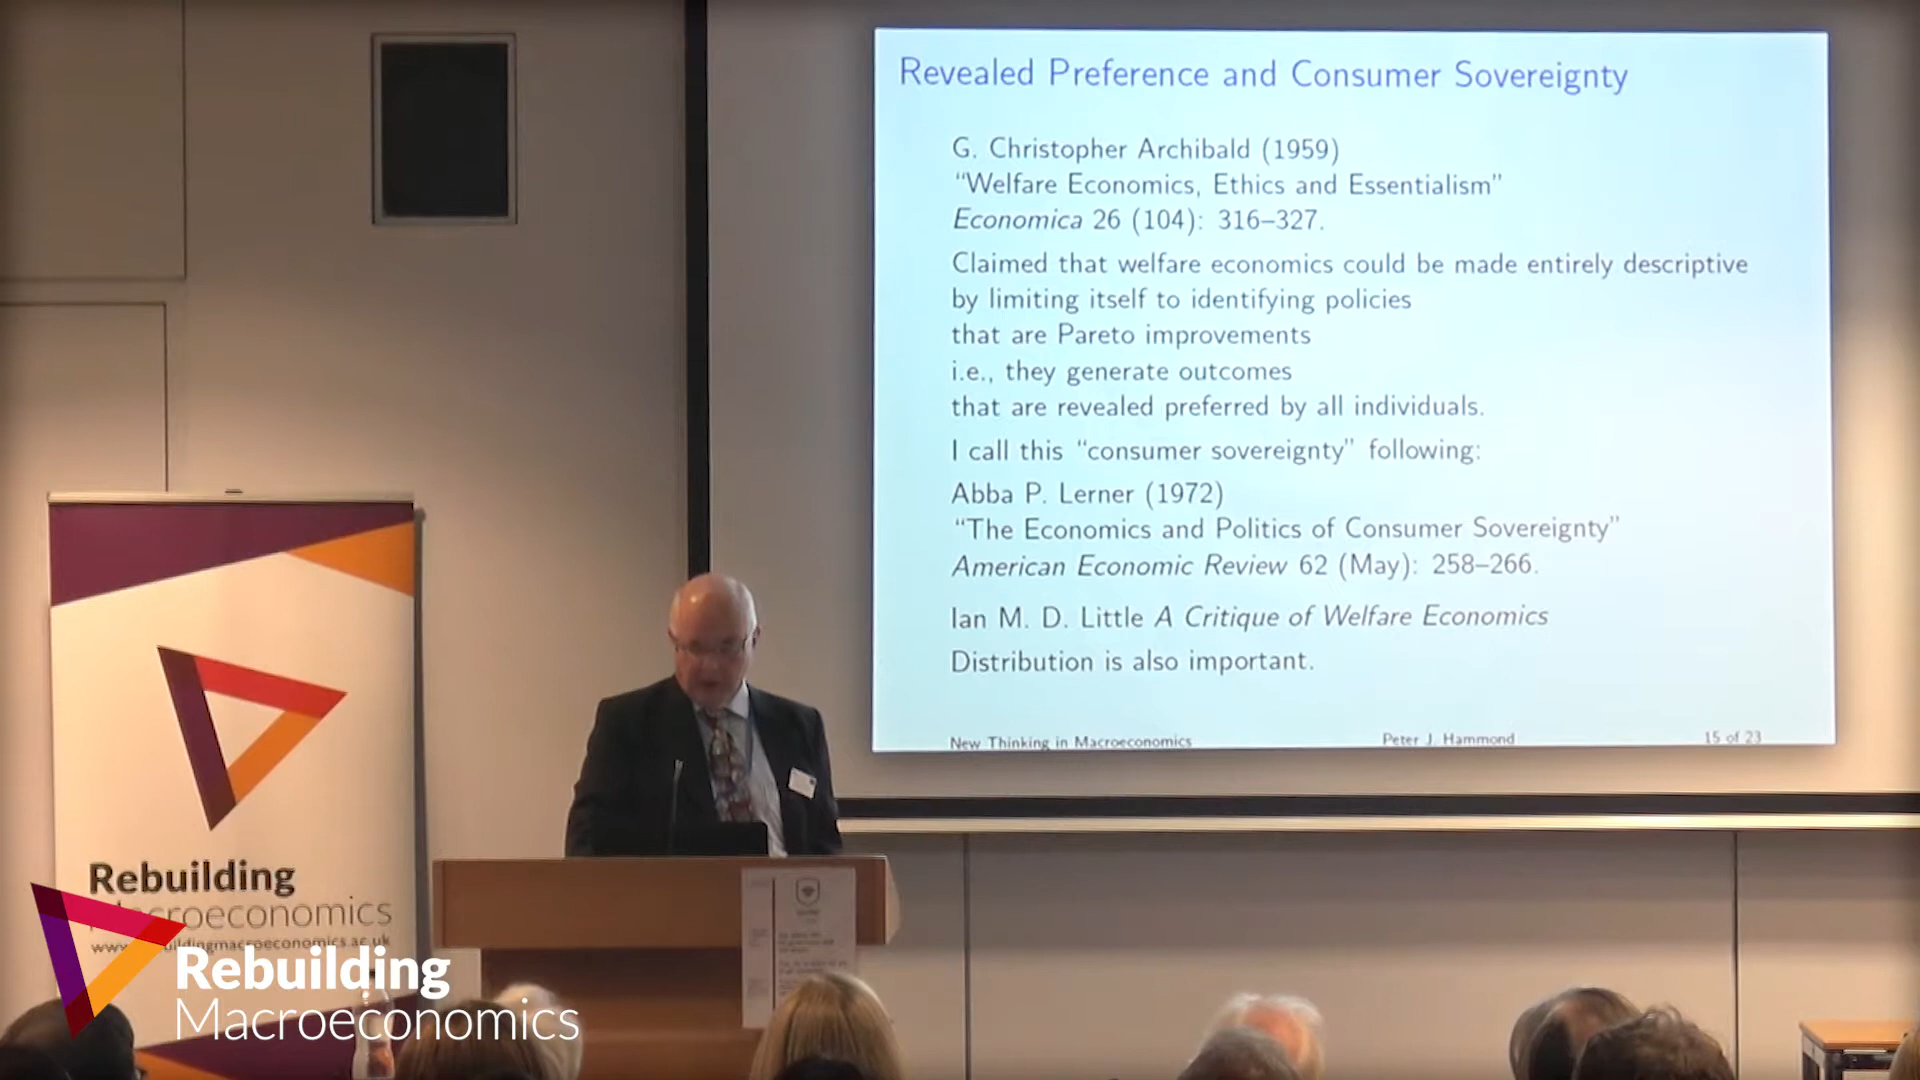 Revealed Preference and Consumer Sovereignty
G. Christopher Archibald (1959)
“Welfare Economics, Ethics and Essentialism”
Economica 26 (104): 316–327.
Claimed that welfare economics could be made entirely descriptive
by limiting itself to identifying policies
that are Pareto improvements
i.e., they generate outcomes
that are revealed preferred by all individuals.
I call this “consumer sovereignty” following:
Abba P. Lerner (1972)
“The Economics and Politics of Consumer Sovereignty”
American Economic Review 62 (May): 258–266.
Ian M. D. Little A Critique of Welfare Economics
Distribution is also important.
New Thinking in Macroeconomics Peter J. Hammond 15 of 23
Rebuilding
Macroeconomics
Rebuilding
Macroeconomics